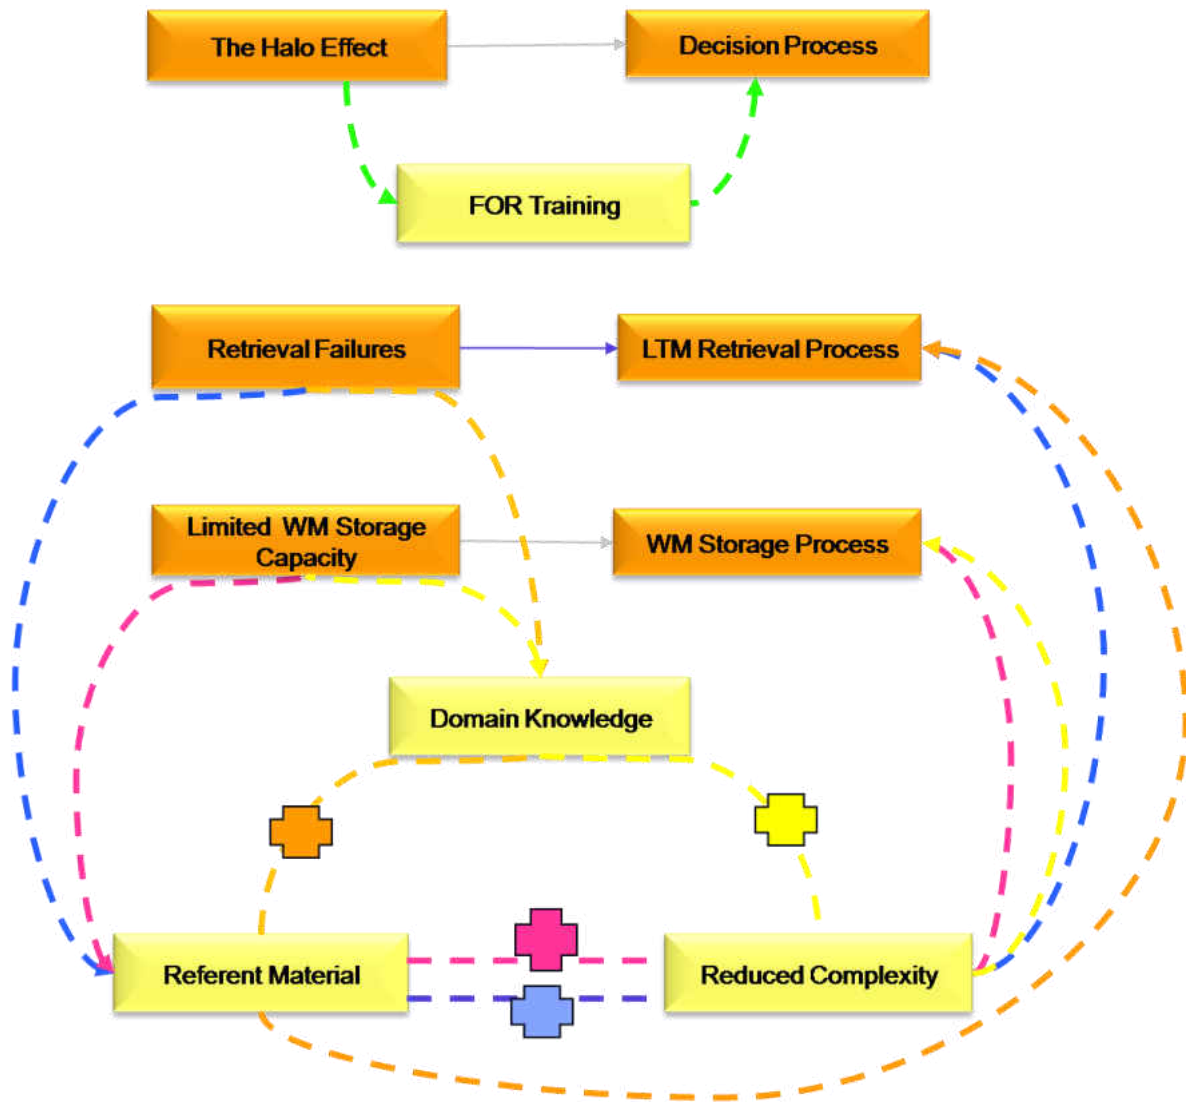 The Halo Effect
Decision Process
FOR Training
Retrieval Failures
LTM Retrieval Process
Limited WM Storage
Capacity
WM Storage Process
Domain Knowledge
Referent Material
Reduced Complexity